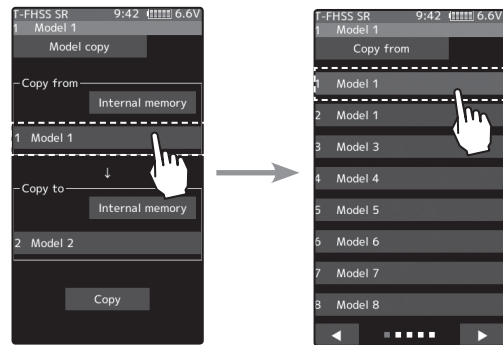 T-FHSS SR 9:42 6.6V
1 Model 1
Model copy
Copy from
Internal memory
1 Model 1
↓
Copy to
Internal memory
2 Model 2
Copy
T-FHSS SR 9:42 6.6V
1 Model 1
Copy from
1 Model 1
2 Model 1
3 Model 3
4 Model 4
5 Model 5
6 Model 6
7 Model 7
8 Model 8